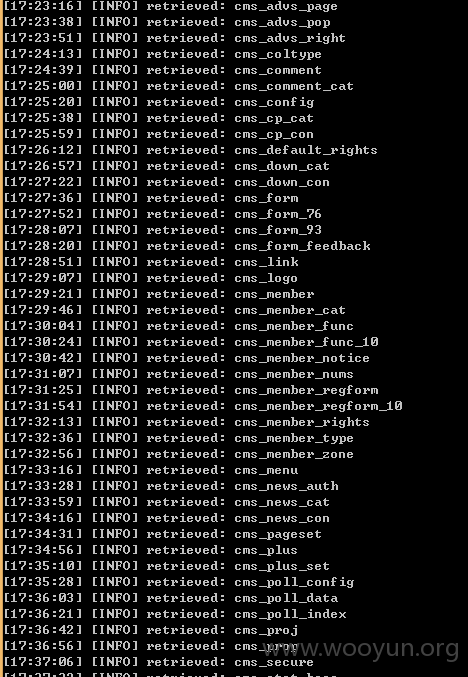 [17:23:16] [INFO] retrieved: cms_advs_page
[17:23:38] [INFO] retrieved: cms_advs_pop
[17:23:51] [INFO] retrieved: cms_advs_right
[17:24:13] [INFO] retrieved: cms_coltype
[17:24:39] [INFO] retrieved: cms_comment
[17:25:00] [INFO] retrieved: cms_comment_cat
[17:25:20] [INFO] retrieved: cms_config
[17:25:38] [INFO] retrieved: cms_cp_cat
[17:25:59] [INFO] retrieved: cms_cp_con
[17:26:12] [INFO] retrieved: cms_default_rights
[17:26:57] [INFO] retrieved: cms_down_cat
[17:27:22] [INFO] retrieved: cms_down_con
[17:27:36] [INFO] retrieved: cms_form
[17:27:52] [INFO] retrieved: cms_form_76
[17:28:07] [INFO] retrieved: cms_form_93
[17:28:20] [INFO] retrieved: cms_form_feedback
[17:28:51] [INFO] retrieved: cms_link
[17:29:07] [INFO] retrieved: cms_logo
[17:29:21] [INFO] retrieved: cms_member
[17:29:46] [INFO] retrieved: cms_member_cat
[17:30:04] [INFO] retrieved: cms_member_func
[17:30:24] [INFO] retrieved: cms_member_func_10
[17:30:42] [INFO] retrieved: cms_member_notice
[17:31:07] [INFO] retrieved: cms_member_nums
[17:31:25] [INFO] retrieved: cms_member_regform
[17:31:54] [INFO] retrieved: cms_member_regform_10
[17:32:13] [INFO] retrieved: cms_member_rights
[17:32:36] [INFO] retrieved: cms_member_type
[17:32:56] [INFO] retrieved: cms_member_zone
[17:33:16] [INFO] retrieved: cms_menu
[17:33:28] [INFO] retrieved: cms_news_auth
[17:33:59] [INFO] retrieved: cms_news_cat
[17:34:16] [INFO] retrieved: cms_news_con
[17:34:31] [INFO] retrieved: cms_pageset
[17:34:56] [INFO] retrieved: cms_plus
[17:35:10] [INFO] retrieved: cms_plus_set
[17:35:28] [INFO] retrieved: cms_poll_config
[17:36:03] [INFO] retrieved: cms_poll_data
[17:36:21] [INFO] retrieved: cms_poll_index
[17:36:42] [INFO] retrieved: cms_proj
[17:36:56] [INFO] retrieved:
www.wooyun.org
[17:37:06] [INFO] retrieved: cms_secure